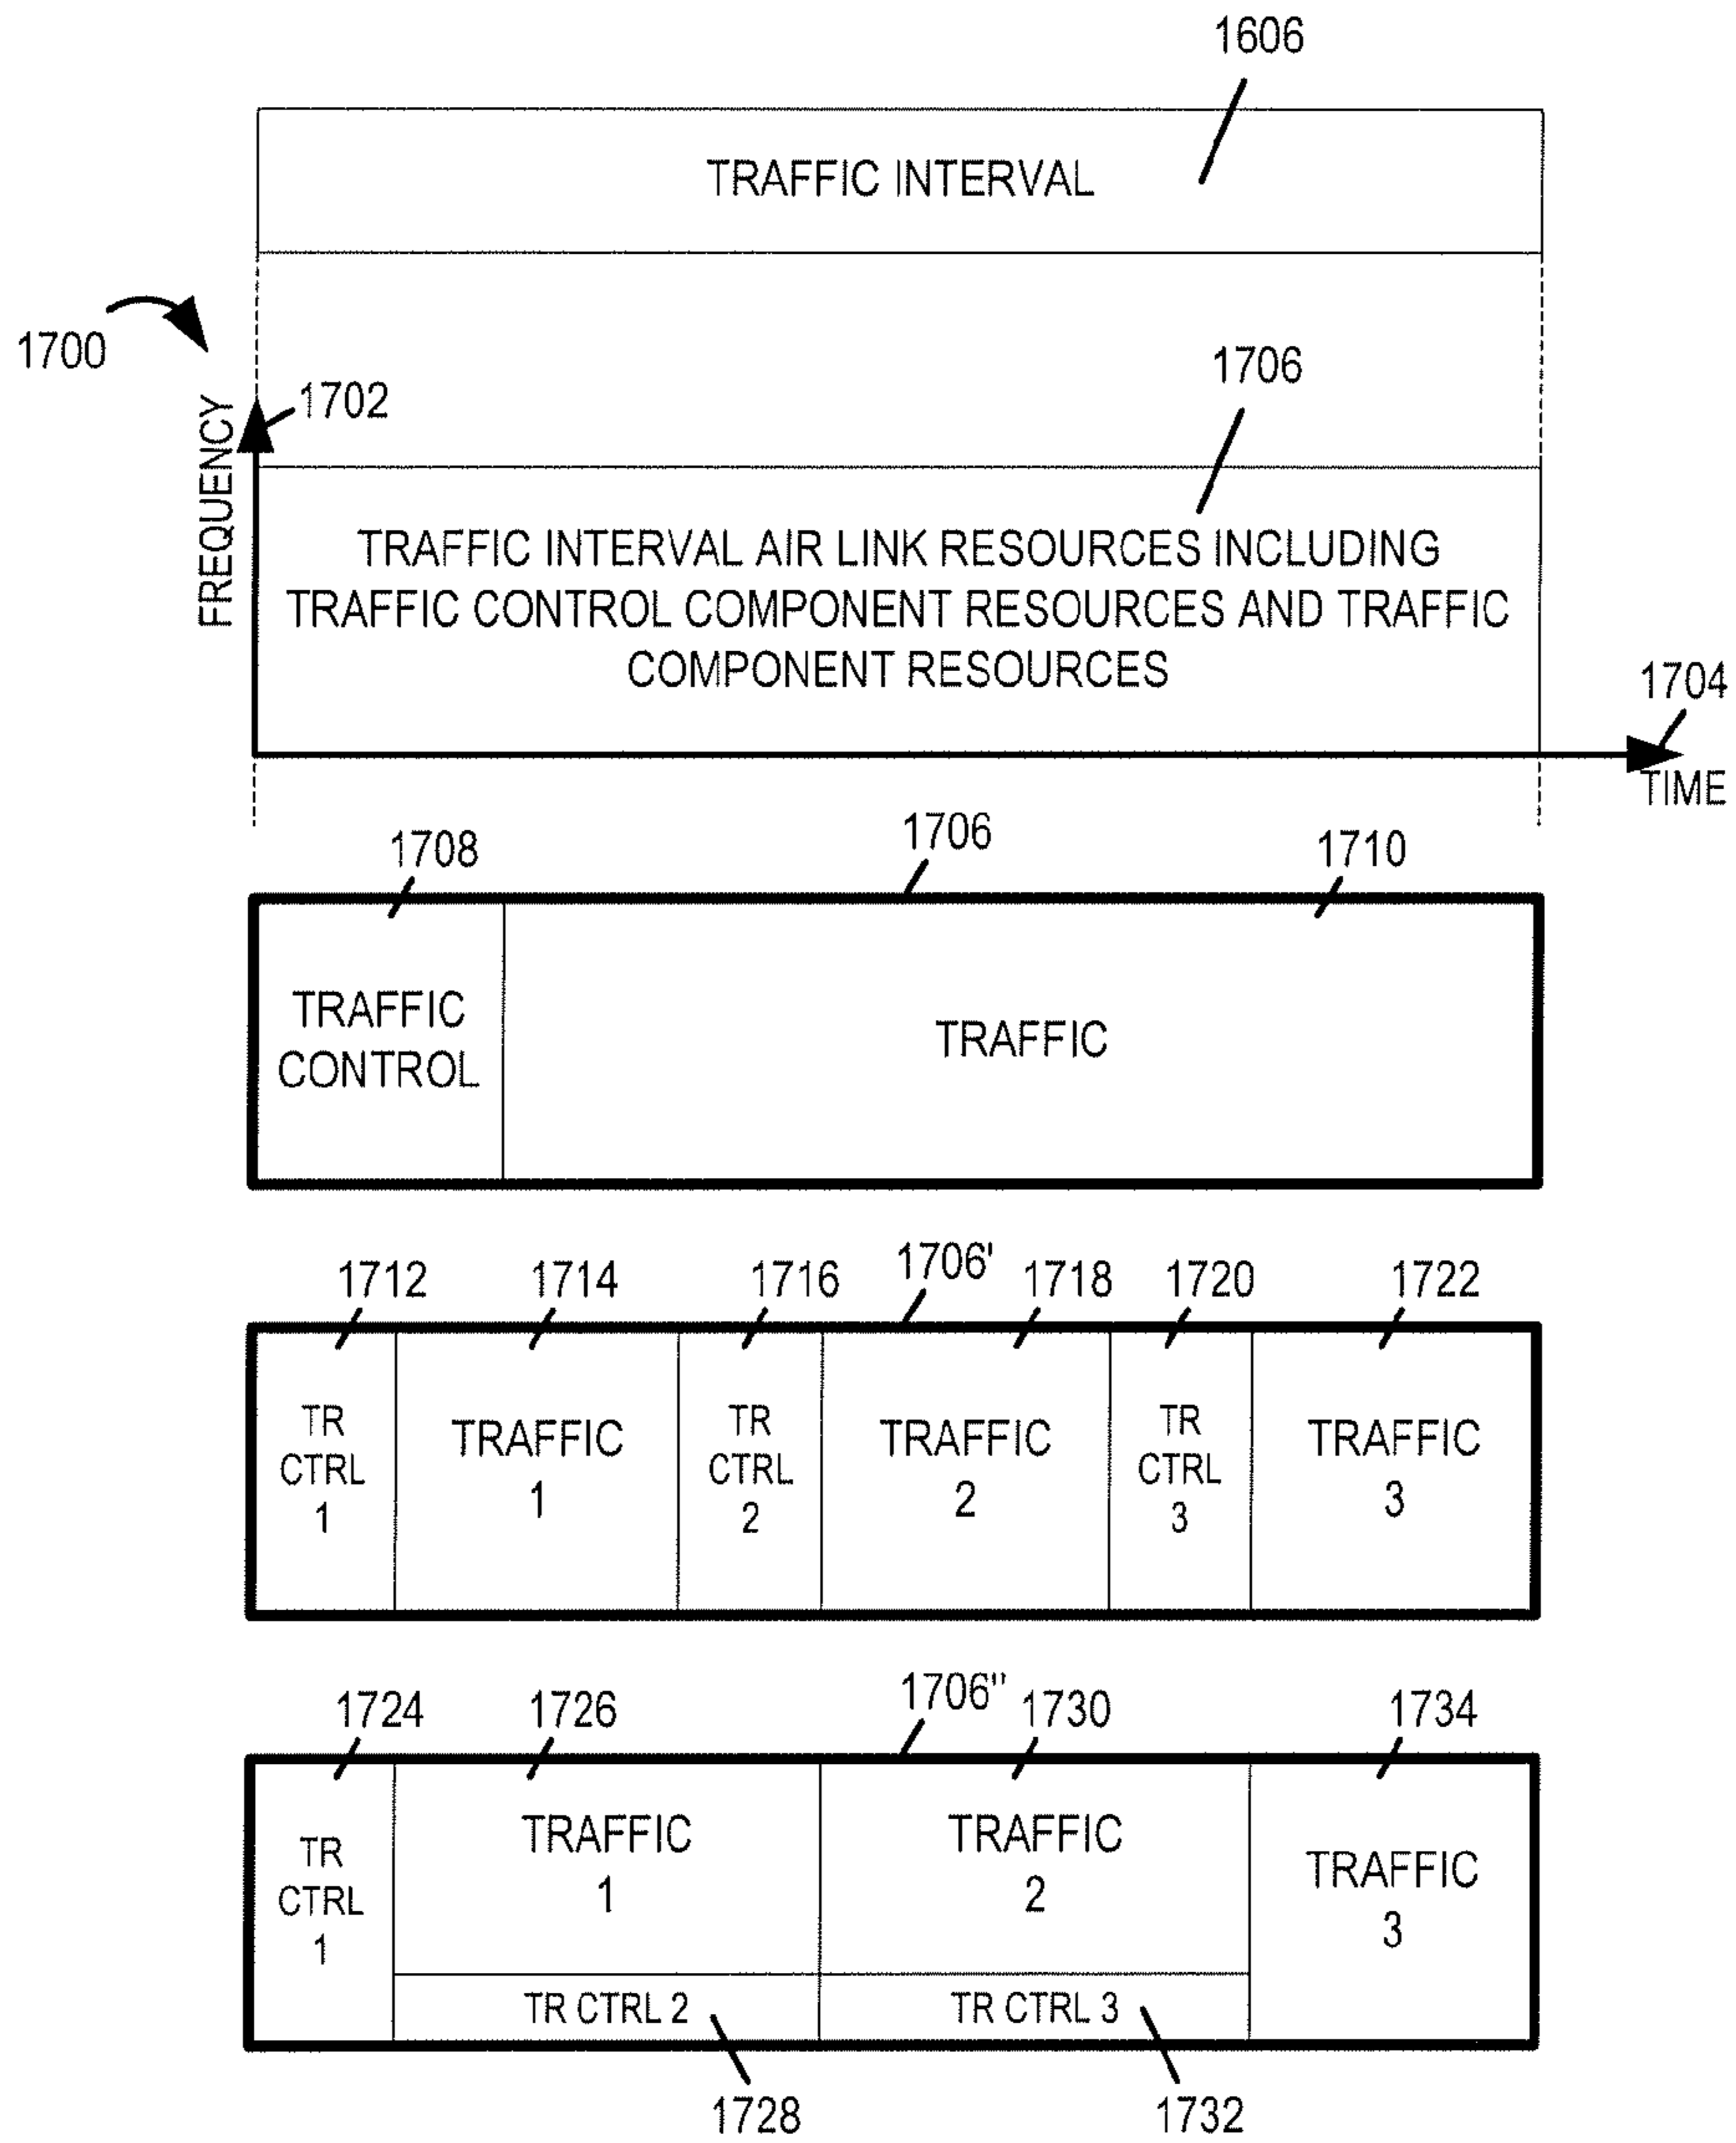 1606
TRAFFIC INTERVAL
1700
1702
1706
FREQUENCY
TRAFFIC INTERVAL AIR LINK RESOURCES INCLUDING
TRAFFIC CONTROL COMPONENT RESOURCES AND TRAFFIC
COMPONENT RESOURCES
1704
TIME
1708
1706
1710
TRAFFIC
CONTROL
TRAFFIC
1712
1714
1716
1706'
1718
1720
1722
TR
CTRL
1
TRAFFIC
1
TR
CTRL
2
TRAFFIC
2
TR
CTRL
3
TRAFFIC
3
1724
1726
1706"
1730
1734
TR
CTRL
1
TRAFFIC
1
TRAFFIC
2
TRAFFIC
3
TR CTRL 2
TR CTRL 3
1728
1732